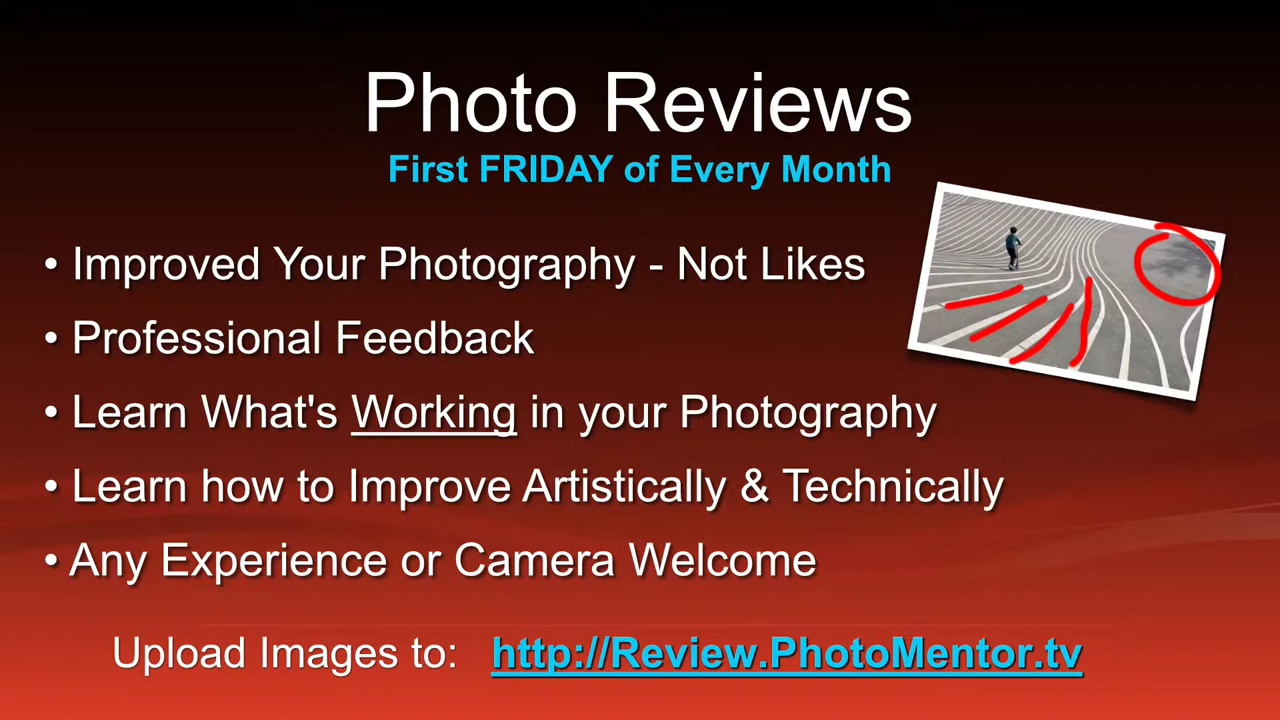 Photo Reviews
First FRIDAY of Every Month
• Improved Your Photography - Not Likes
• Professional Feedback
• Learn What's Working in your Photography
• Learn how to Improve Artistically & Technically
• Any Experience or Camera Welcome
Upload Images to: http://Review.PhotoMentor.tv